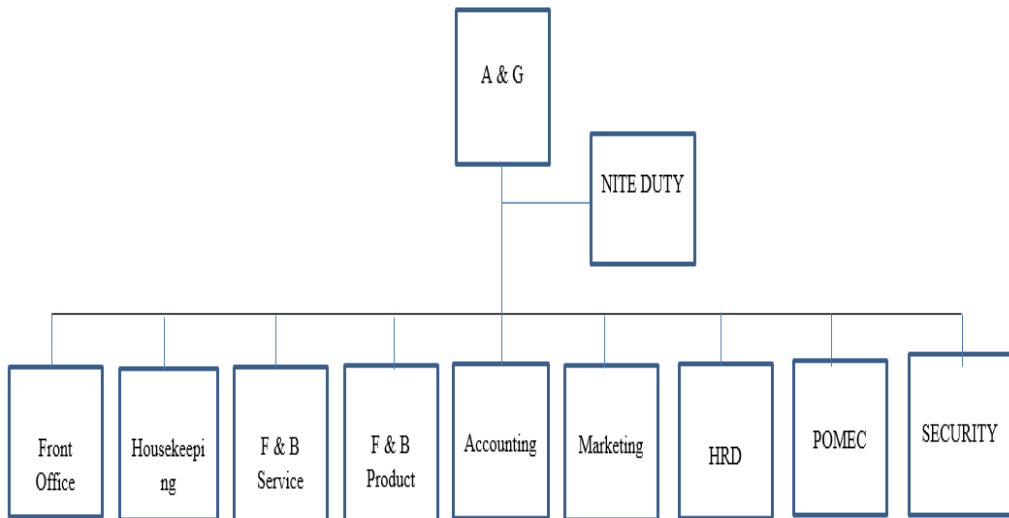 A & G
NITE DUTY
Front
Office
Housekeepi
ng
F & B
Service
F & B
Product
Accounting
Marketing
HRD
POMEC
SECURITY